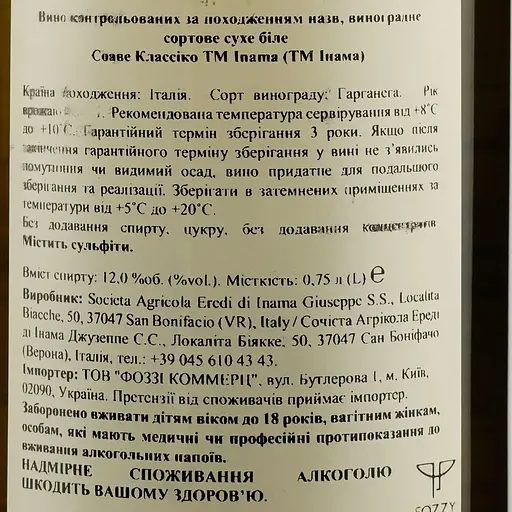 Вино контрольованих за походженням назв, виноградне
сортове сухе біле
Соаве Классіко ТМ Inama (ТМ Інама)
Країна походження: Італія. Сорт винограду: Гарганега. Рік
врожаю Рекомендована температура сервірування від +8˚С
до +10˚С. Гарантійний термін зберігання 3 роки. Якщо після
закінчення гарантійного терміну зберігання у вині не з’явились
помутніння чи видимий осад, вино придатне для подальшого
зберігання та реалізації. Зберігати в затемнених приміщеннях за
температури від +5˚С до +20˚С.
Без додавання спирту, цукру, без додавання концентратів
Містить сульфіти.
Вміст спирту: 12,0 %об. (%vol.). Місткість: 0,75 л (L) ℮
Виробник: Societa Agricola Eredi di Inama Giuseppe S.S., Localita
Biacche, 50, 37047 San Bonifacio (VR), Italy / Сочієта Агрікола Ереді
ді Інама Джузеппе С.С., Локаліта Біякке, 50, 37047 Сан Боніфачо
(Верона), Італія, тел.: +39 045 610 43 43.
Імпортер: ТОВ "ФОЗЗІ КОММЕРЦ", вул. Бутлерова 1, м. Київ,
02090, Україна. Претензії від споживачів приймає імпортер.
Заборонено вживати дітям віком до 18 років, вагітним жінкам,
особам, які мають медичні чи професійні протипоказання до
вживання алкогольних напоїв.
НАДМІРНЕ СПОЖИВАННЯ АЛКОГОЛЮ
ШКОДИТЬ ВАШОМУ ЗДОРОВ’Ю.
FOZZY